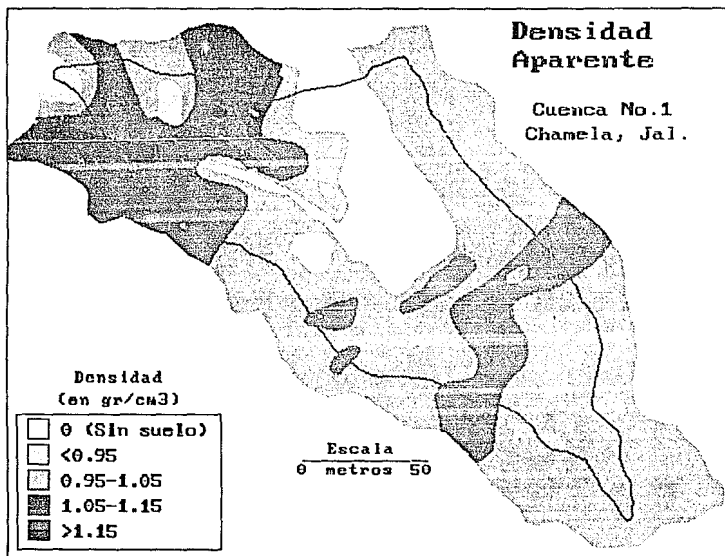 Densidad
Aparente
Cuenca No.1
Chamela, Jal.
Densidad
(en gr/cm3)
0 (Sin suelo)
<0.95
0.95-1.05
1.05-1.15
>1.15
Escala
0 metros 50